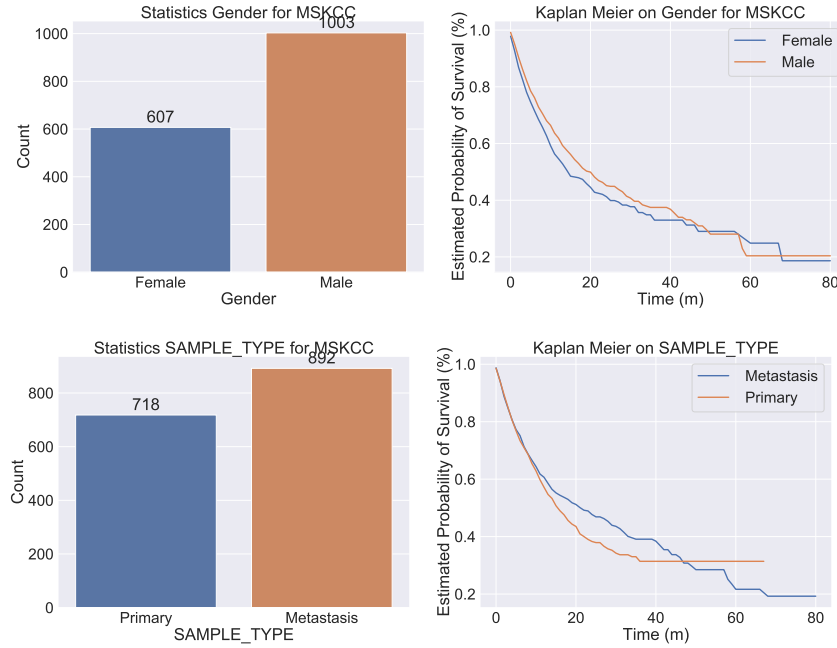 Statistics Gender for MSKCC
1003
1000
800
607
600
400
200
0
Count
Female
Male
Gender
Kaplan Meier on Gender for MSKCC
Female
Male
1.0
0.8
0.6
0.4
0.2
Estimated Probability of Survival (%)
0
20
40
60
80
Time (m)
Statistics SAMPLE_TYPE for MSKCC
892
800
718
600
400
200
0
Count
Primary
Metastasis
SAMPLE_TYPE
Kaplan Meier on SAMPLE_TYPE
Metastasis
Primary
1.0
0.8
0.6
0.4
0.2
Estimated Probability of Survival (%)
0
20
40
60
80
Time (m)